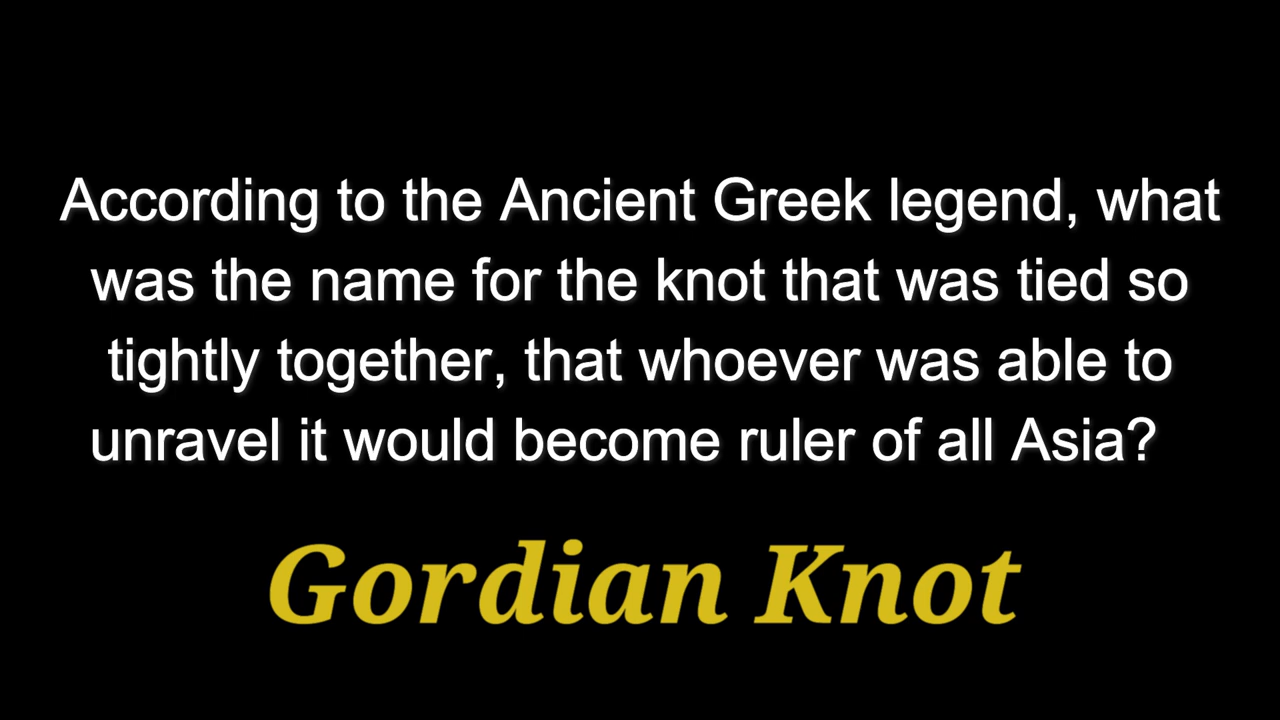 According to the Ancient Greek legend, what
was the name for the knot that was tied so
tightly together, that whoever was able to
unravel it would become ruler of all Asia?
Gordian Knot